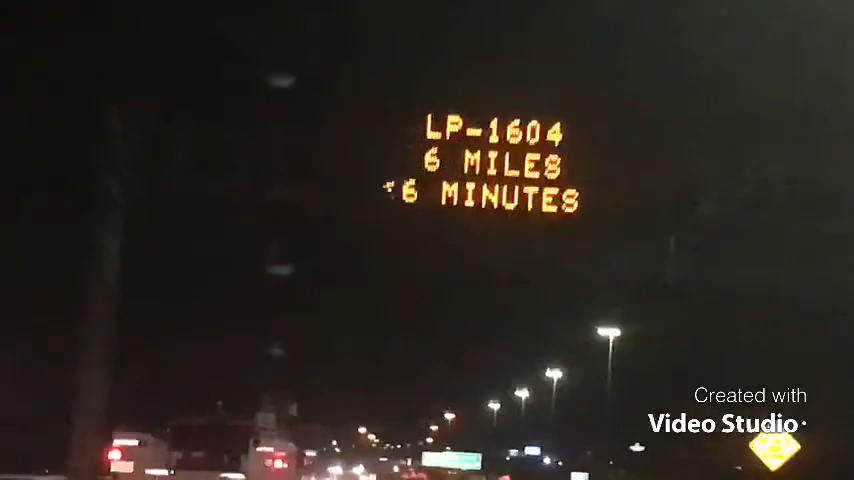 LP-1604
6 MILES
6 MINUTES
Created with
Video Studio